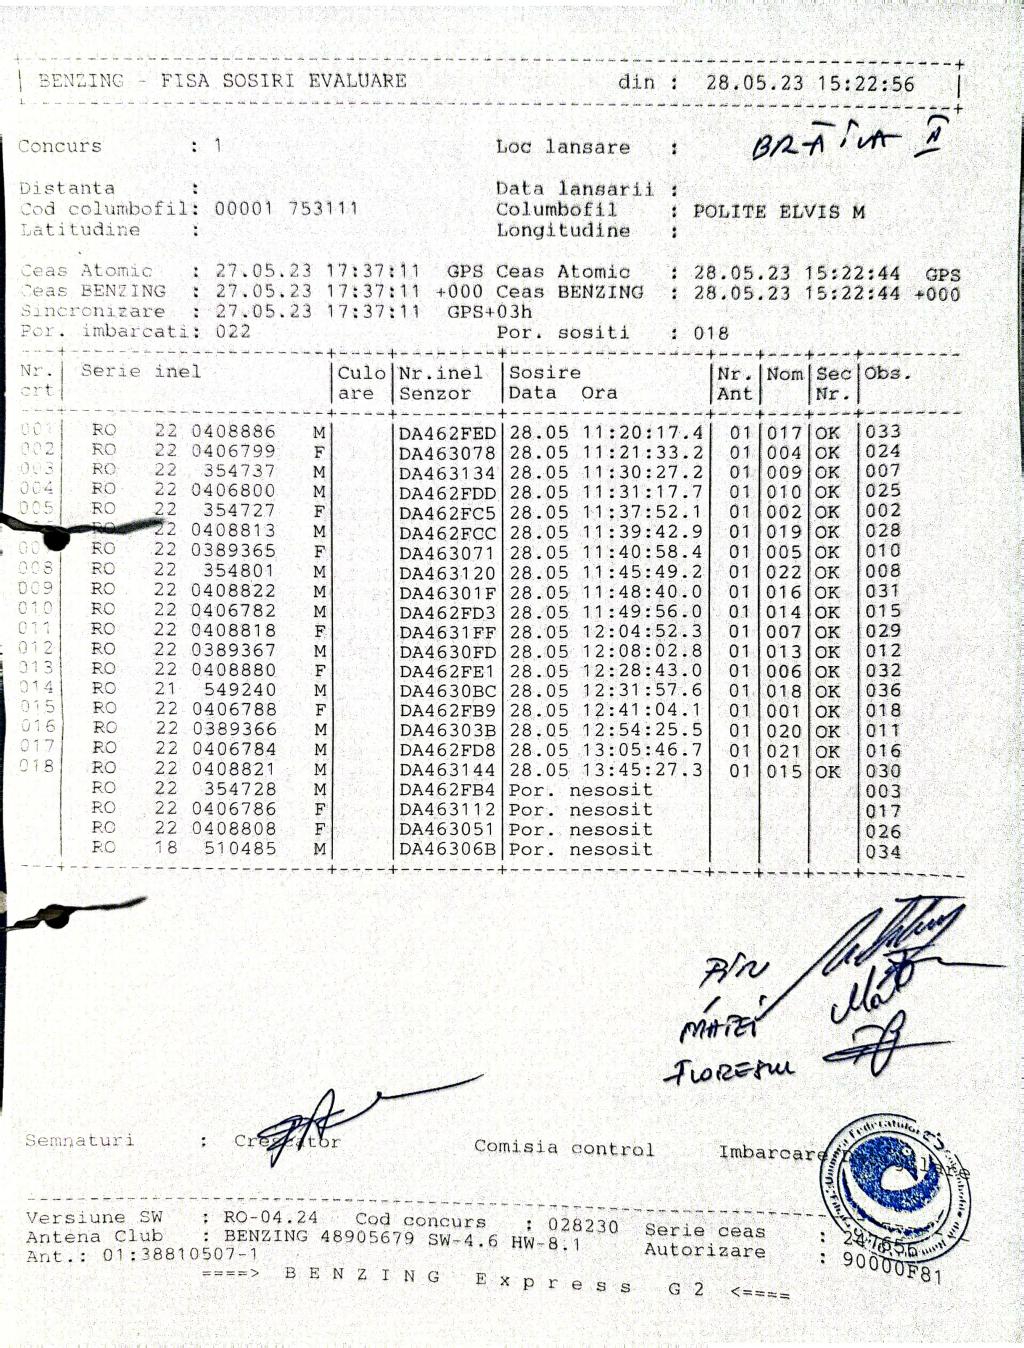 BENZING - FISA SOSIRI EVALUARE din : 28.05.23 15:22:56
Concurs : 1 Loc lansare : BRĂILA II
Distanta : Data lansarii :
Cod columbofil: 00001 753111 Columbofil : POLITE ELVIS M
Latitudine : Longitudine :
Ceas Atomic : 27.05.23 17:37:11 GPS Ceas Atomic : 28.05.23 15:22:44 GPS
Ceas BENZING : 27.05.23 17:37:11 +000 Ceas BENZING : 28.05.23 15:22:44 +000
Sincronizare : 27.05.23 17:37:11 GPS+03h
Por. imbarcati: 022 Por. sositi : 018
Nr. Serie inel Culo Nr.inel Sosire Nr. Nom Sec Obs.
crt are Senzor Data Ora Ant Nr.
001 RO 22 0408886 M DA462FED 28.05 11:20:17.4 01 017 OK 033
002 RO 22 0406799 F DA463078 28.05 11:21:33.2 01 004 OK 024
003 RO 22 354737 M DA463134 28.05 11:30:27.2 01 009 OK 007
004 RO 22 0406800 M DA462FDD 28.05 11:31:17.7 01 010 OK 025
005 RO 22 354727 F DA462FC5 28.05 11:37:52.1 01 002 OK 002
RO 22 0408813 M DA462FCC 28.05 11:39:42.9 01 019 OK 028
007 RO 22 0389365 F DA463071 28.05 11:40:58.4 01 005 OK 010
008 RO 22 354801 M DA463120 28.05 11:45:49.2 01 022 OK 008
009 RO 22 0408822 M DA46301F 28.05 11:48:40.0 01 016 OK 031
010 RO 22 0406782 M DA462FD3 28.05 11:49:56.0 01 014 OK 015
011 RO 22 0408818 F DA4631FF 28.05 12:04:52.3 01 007 OK 029
012 RO 22 0389367 M DA4630FD 28.05 12:08:02.8 01 013 OK 012
013 RO 22 0408880 F DA462FE1 28.05 12:28:43.0 01 006 OK 032
014 RO 21 549240 M DA4630BC 28.05 12:31:57.6 01 018 OK 036
015 RO 22 0406788 F DA462FB9 28.05 12:41:04.1 01 001 OK 018
016 RO 22 0389366 M DA46303B 28.05 12:54:25.5 01 020 OK 011
017 RO 22 0406784 M DA462FD8 28.05 13:05:46.7 01 021 OK 016
018 RO 22 0408821 M DA463144 28.05 13:45:27.3 01 015 OK 030
RO 22 354728 M DA462FB4 Por. nesosit 003
RO 22 0406786 F DA463112 Por. nesosit 017
RO 22 0408808 F DA463051 Por. nesosit 026
RO 18 510485 M DA46306B Por. nesosit 034
MATEI
FLORESCU
Semnaturi : Crescator Comisia control Imbarcare
Versiune SW : RO-04.24 Cod concurs : 028230 Serie ceas :
Antena Club : BENZING 48905679 SW-4.6 HW-8.1 Autorizare : 90000F81
Ant.: 01:38810507-1
====> BENZING Express G2 <====